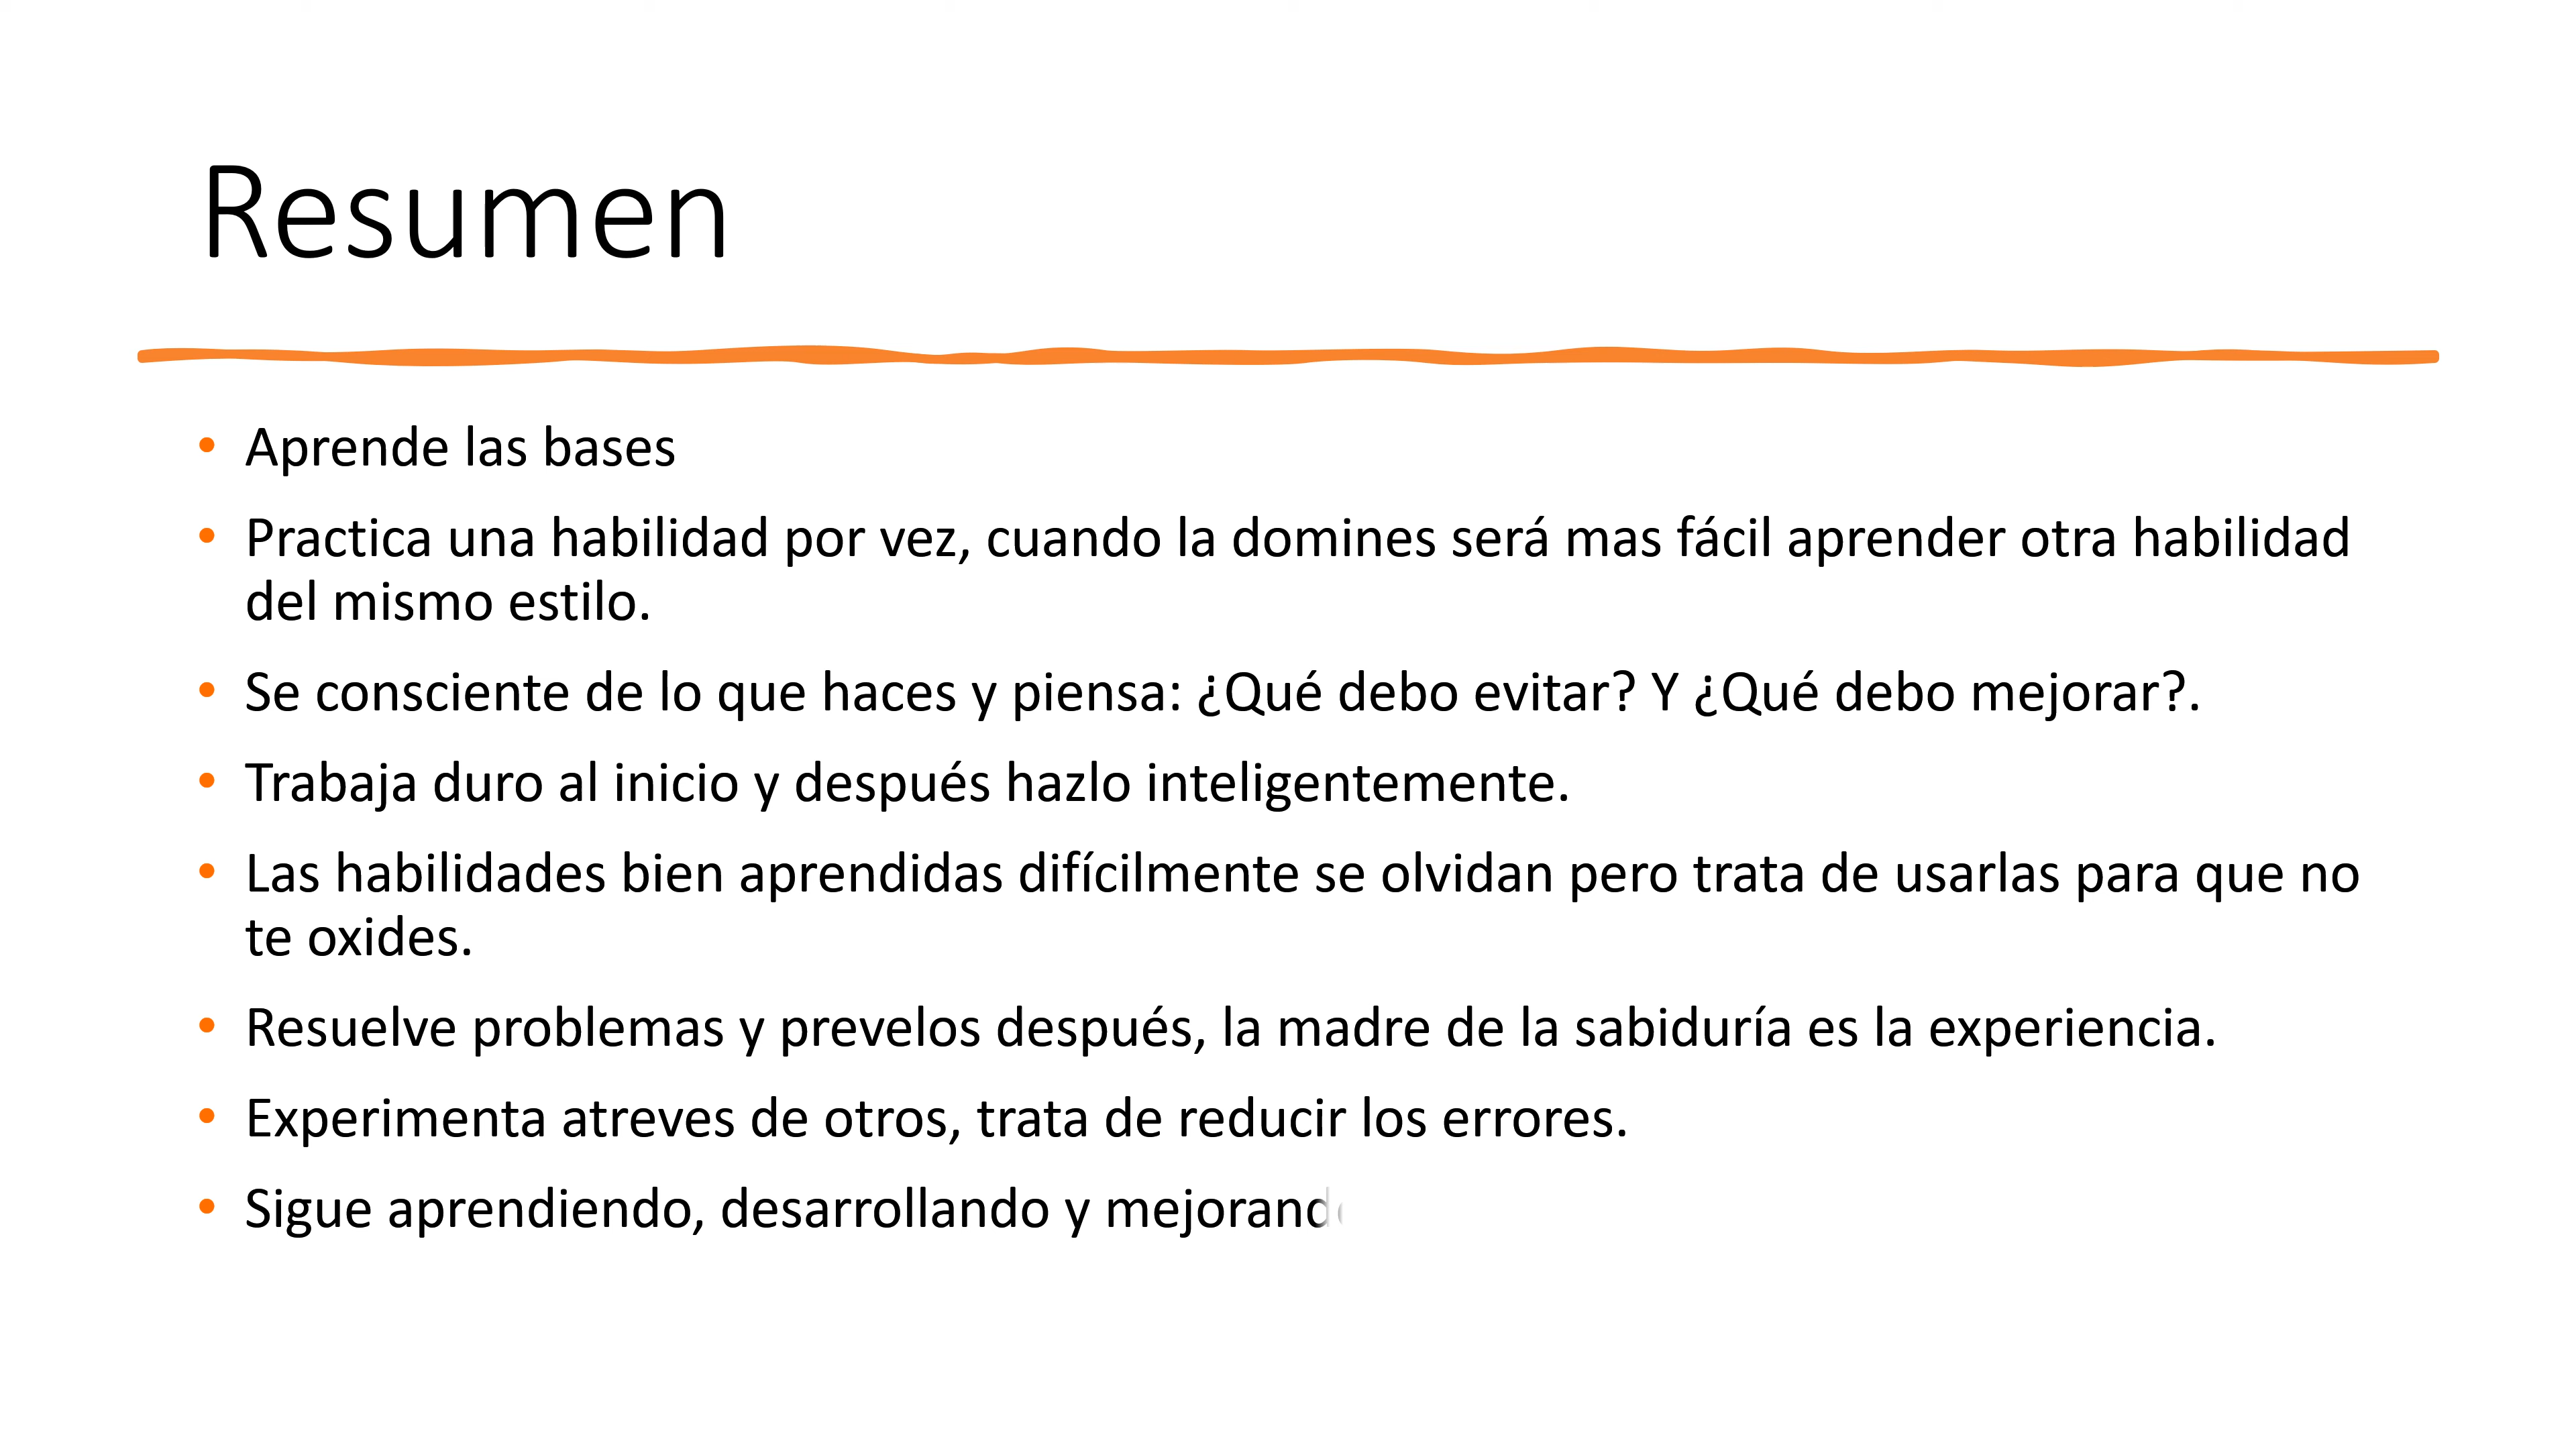 Resumen
• Aprende las bases
• Practica una habilidad por vez, cuando la domines será mas fácil aprender otra habilidad
del mismo estilo.
• Se consciente de lo que haces y piensa: ¿Qué debo evitar? Y ¿Qué debo mejorar?.
• Trabaja duro al inicio y después hazlo inteligentemente.
• Las habilidades bien aprendidas difícilmente se olvidan pero trata de usarlas para que no
te oxides.
• Resuelve problemas y prevelos después, la madre de la sabiduría es la experiencia.
• Experimenta atreves de otros, trata de reducir los errores.
• Sigue aprendiendo, desarrollando y mejorando